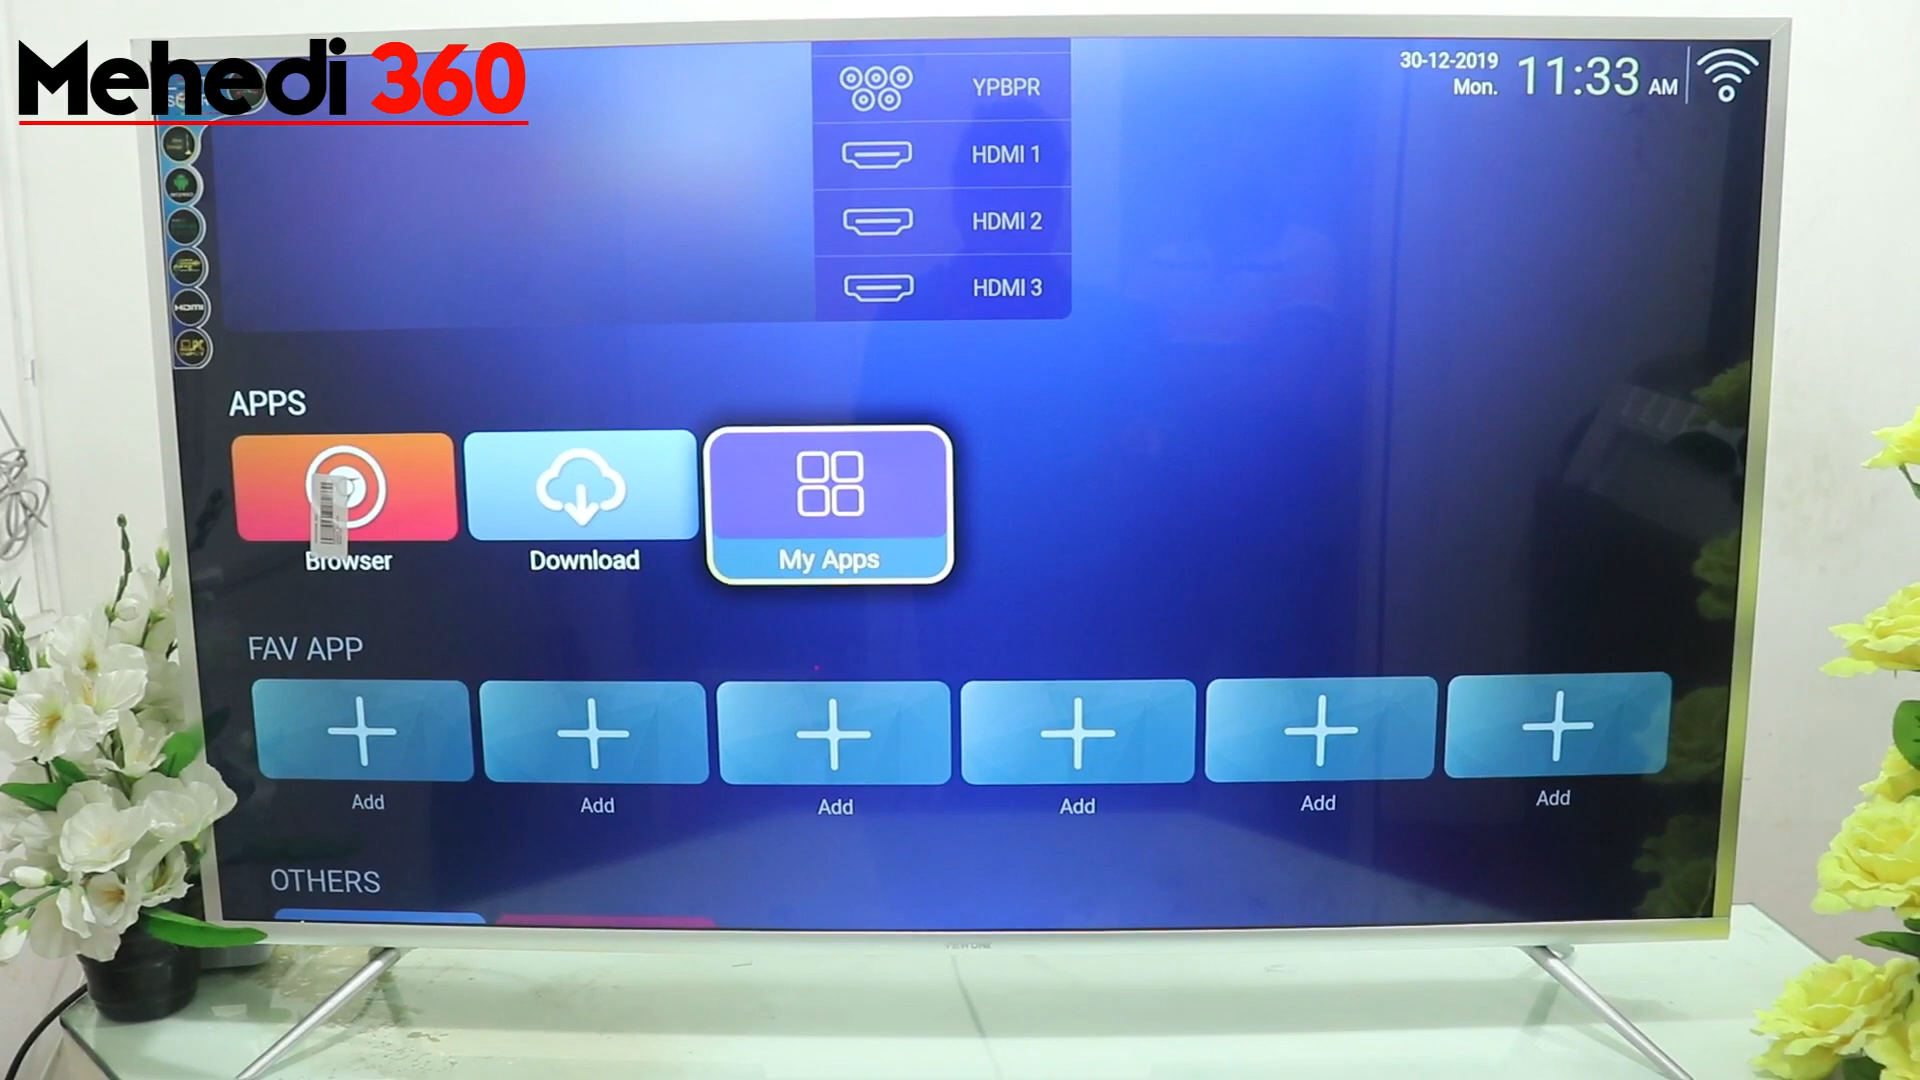 Mehedi 360
30-12-2019
Mon.
11:33 AM
YPBPR
HDMI 1
HDMI 2
HDMI 3
HDMI
APPS
Browser
Download
My Apps
FAV APP
Add
Add
Add
Add
Add
Add
OTHERS